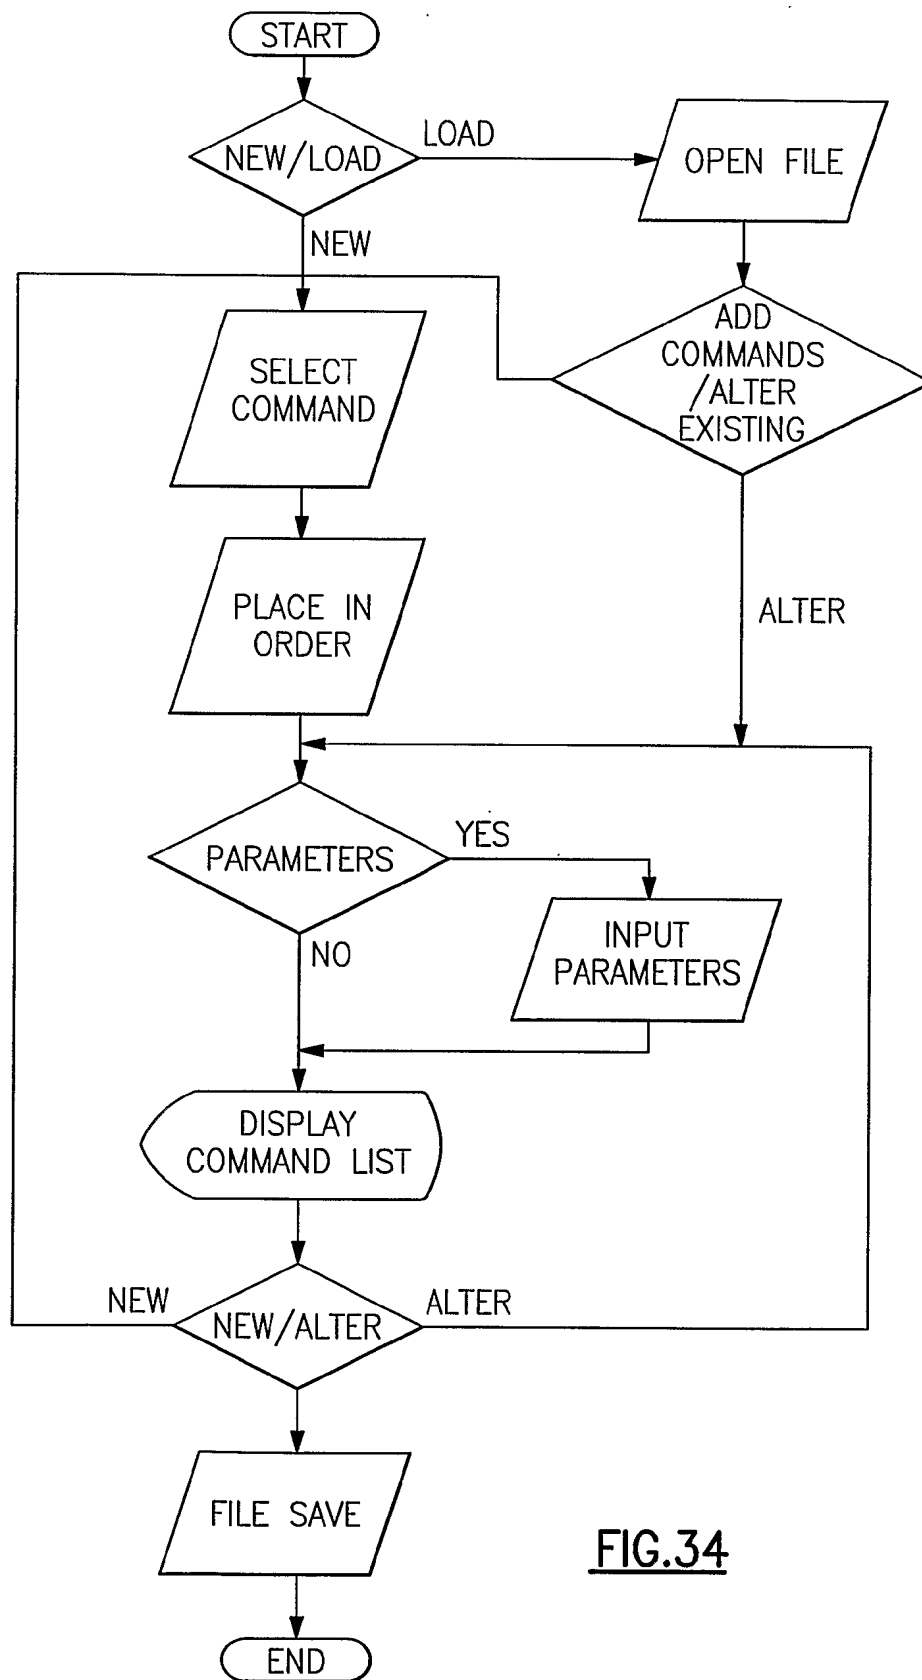 START
NEW/LOAD
LOAD
OPEN FILE
NEW
ADD
COMMANDS
/ALTER
EXISTING
SELECT
COMMAND
PLACE IN
ORDER
ALTER
PARAMETERS
YES
INPUT
PARAMETERS
NO
DISPLAY
COMMAND LIST
NEW
NEW/ALTER
ALTER
FILE SAVE
FIG.34
END